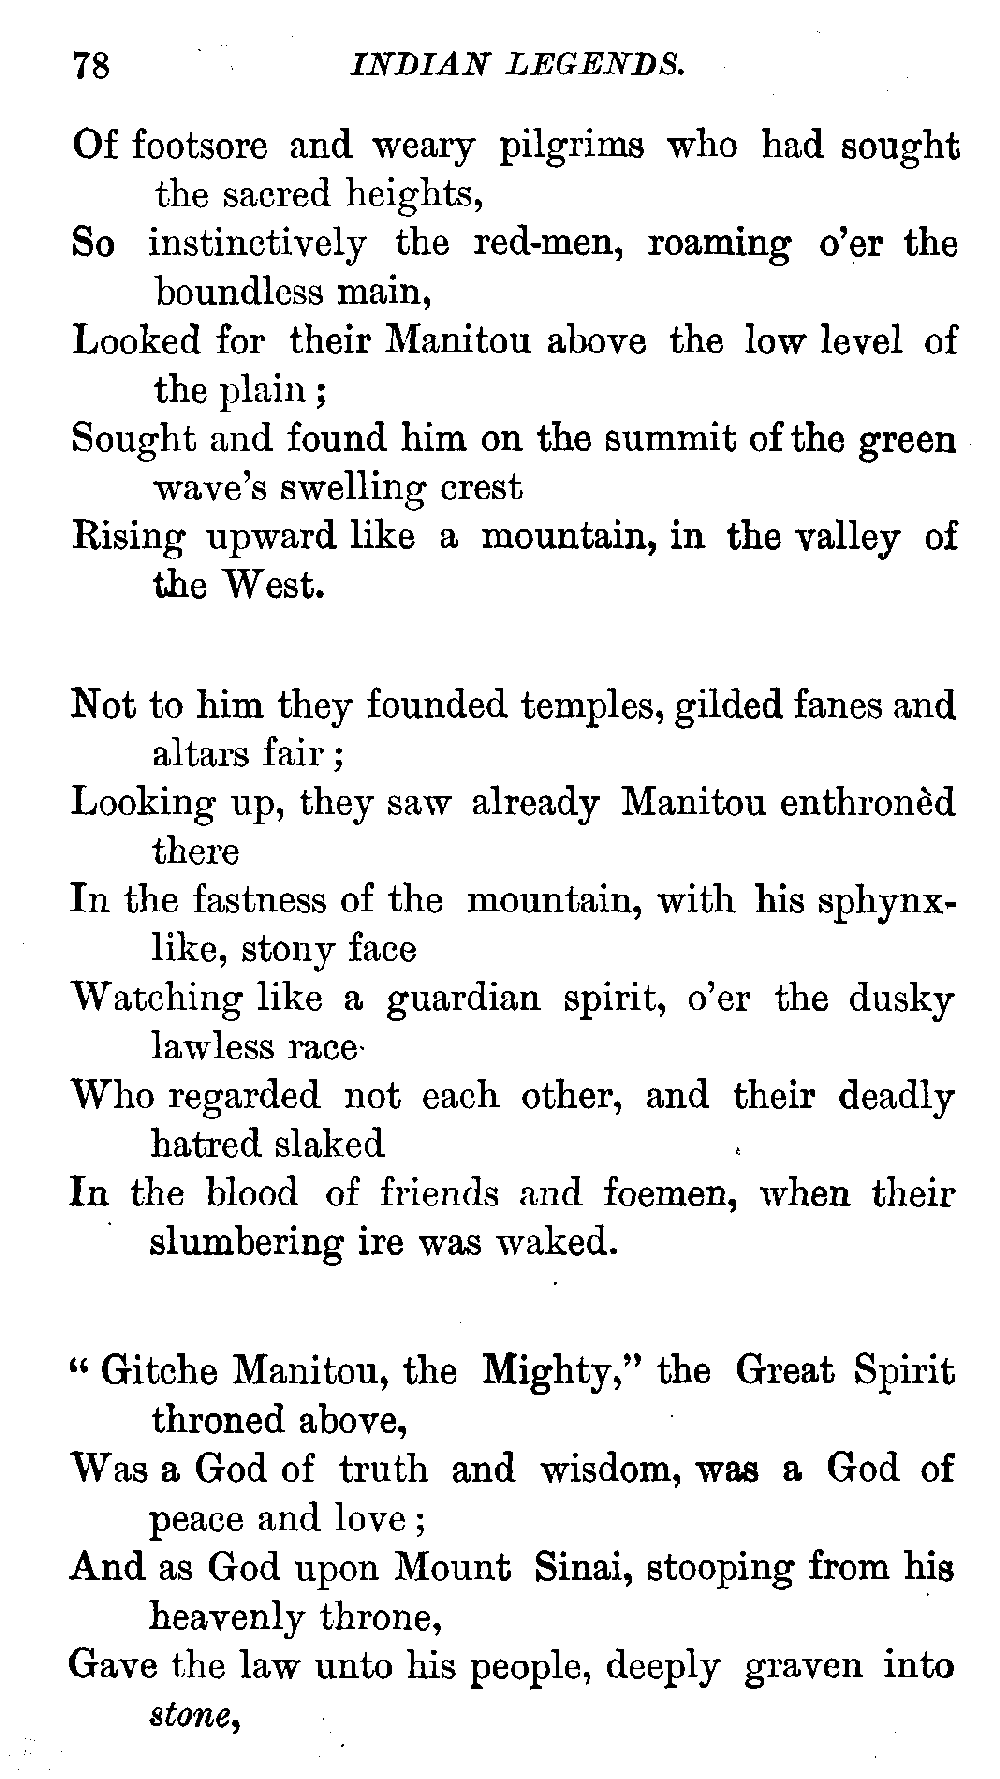 78 INDIAN LEGENDS.
Of footsore and weary pilgrims who had sought
the sacred heights,
So instinctively the red-men, roaming o'er the
boundless main,
Looked for their Manitou above the low level of
the plain ;
Sought and found him on the summit of the green
wave's swelling crest
Rising upward like a mountain, in the valley of
the West.
Not to him they founded temples, gilded fanes and
altars fair ;
Looking up, they saw already Manitou enthronèd
there
In the fastness of the mountain, with his sphynx-
like, stony face
Watching like a guardian spirit, o'er the dusky
lawless race
Who regarded not each other, and their deadly
hatred slaked
In the blood of friends and foemen, when their
slumbering ire was waked.
“ Gitche Manitou, the Mighty,” the Great Spirit
throned above,
Was a God of truth and wisdom, was a God of
peace and love ;
And as God upon Mount Sinai, stooping from his
heavenly throne,
Gave the law unto his people, deeply graven into
stone,